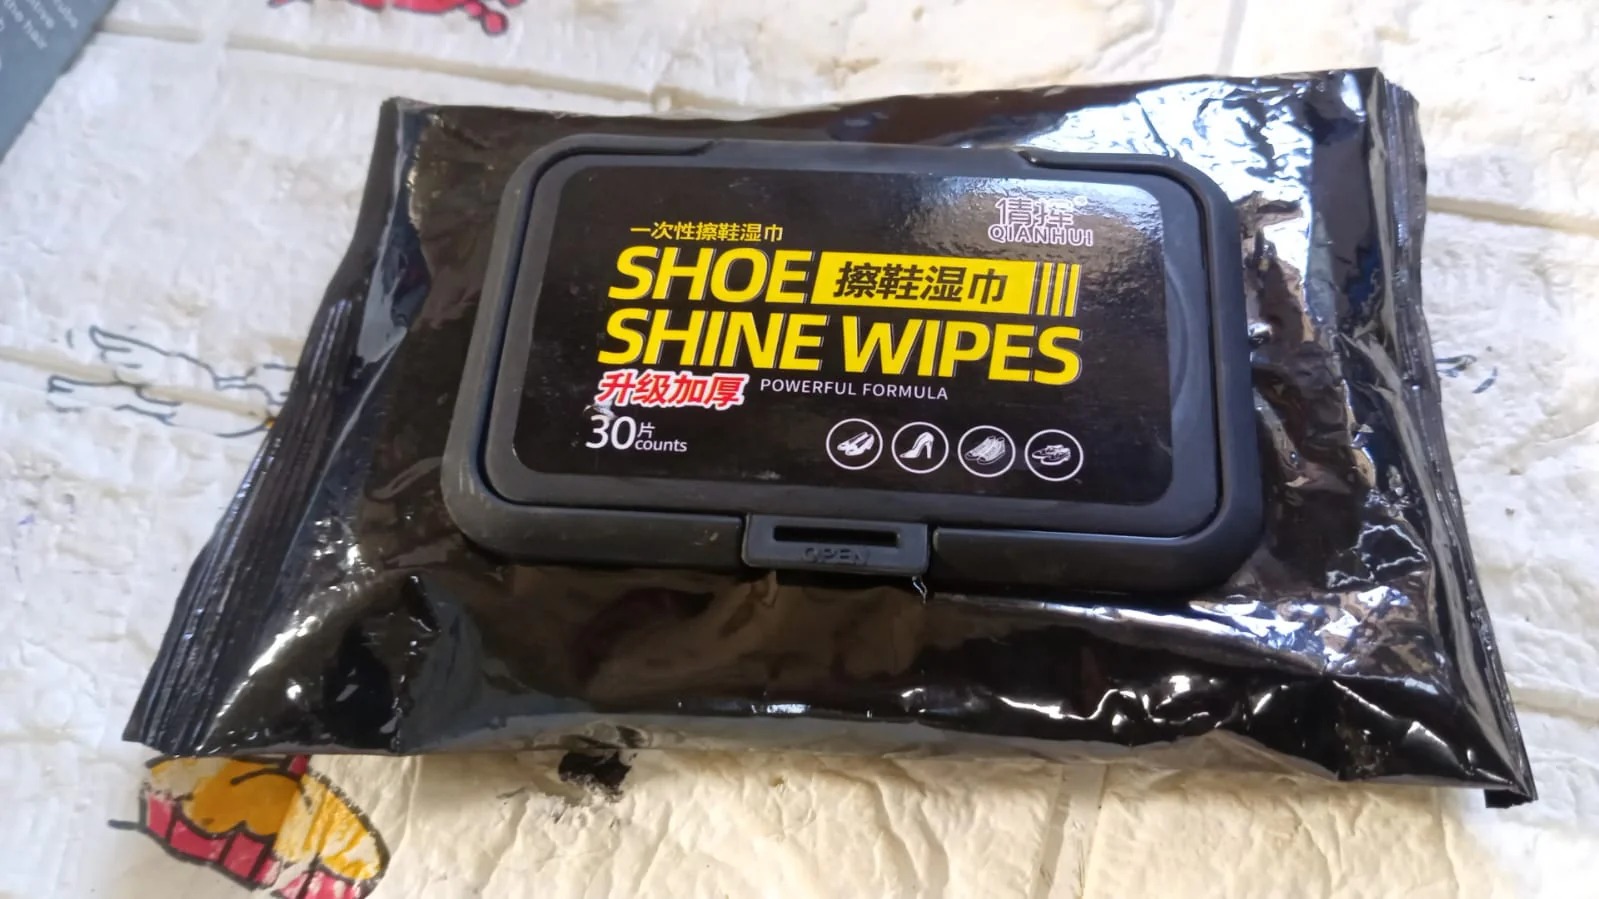 倩挥®
QIANHUI
一次性擦鞋湿巾
SHOE 擦鞋湿巾
SHINE WIPES
升级加厚 POWERFUL FORMULA
30片
counts
OPEN